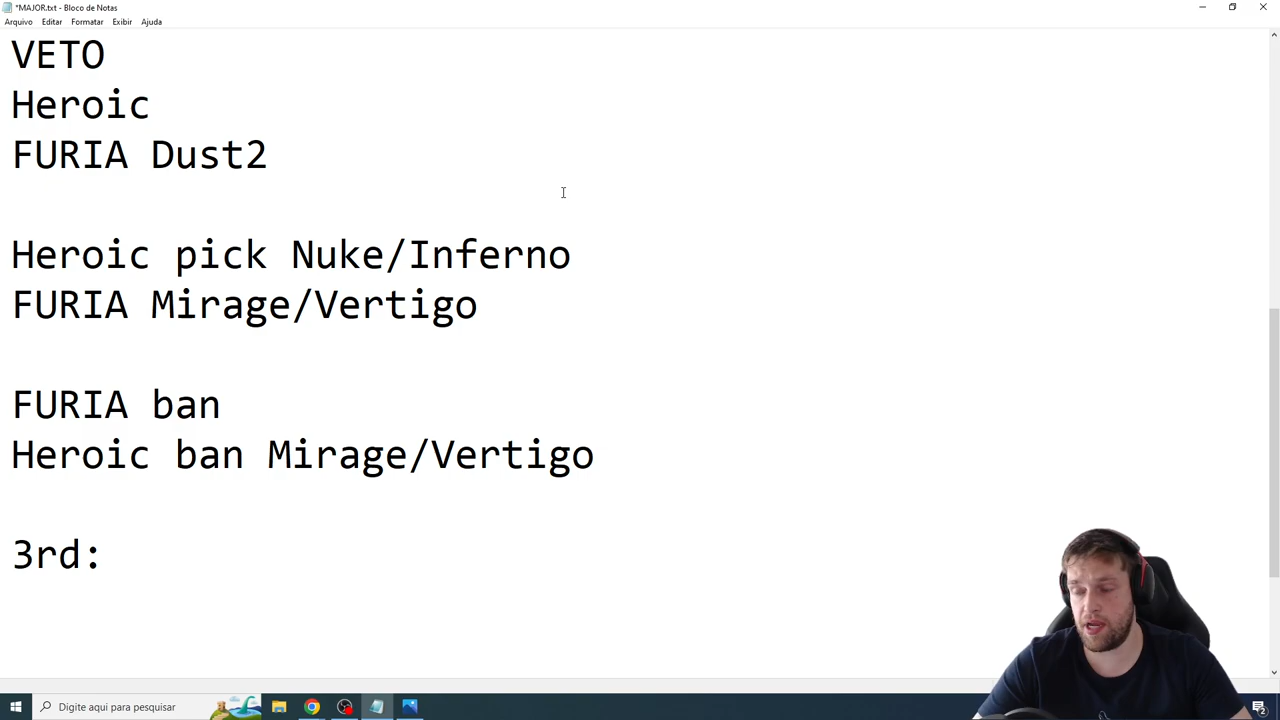 *MAJOR.txt - Bloco de Notas
Arquivo Editar Formatar Exibir Ajuda
VETO
Heroic
FURIA Dust2
Heroic pick Nuke/Inferno
FURIA Mirage/Vertigo
FURIA ban
Heroic ban Mirage/Vertigo
3rd:
Digite aqui para pesquisar
2